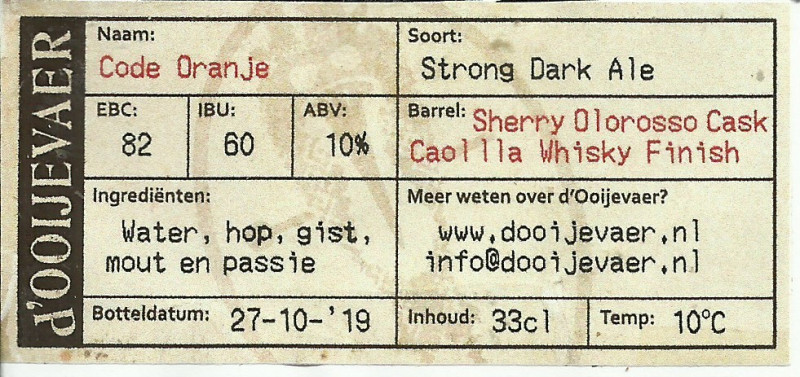 d'OOIJEVAER
Naam:
Code Oranje
Soort:
Strong Dark Ale
EBC:
82
IBU:
60
ABV:
10%
Barrel: Sherry Olorosso Cask
Caollla Whisky Finish
Ingrediënten:
Water, hop, gist,
mout en passie
Meer weten over d'Ooijevaer?
www.dooijevaer.nl
info@dooijevaer.nl
Botteldatum: 27-10-'19
Inhoud: 33cl
Temp: 10°C